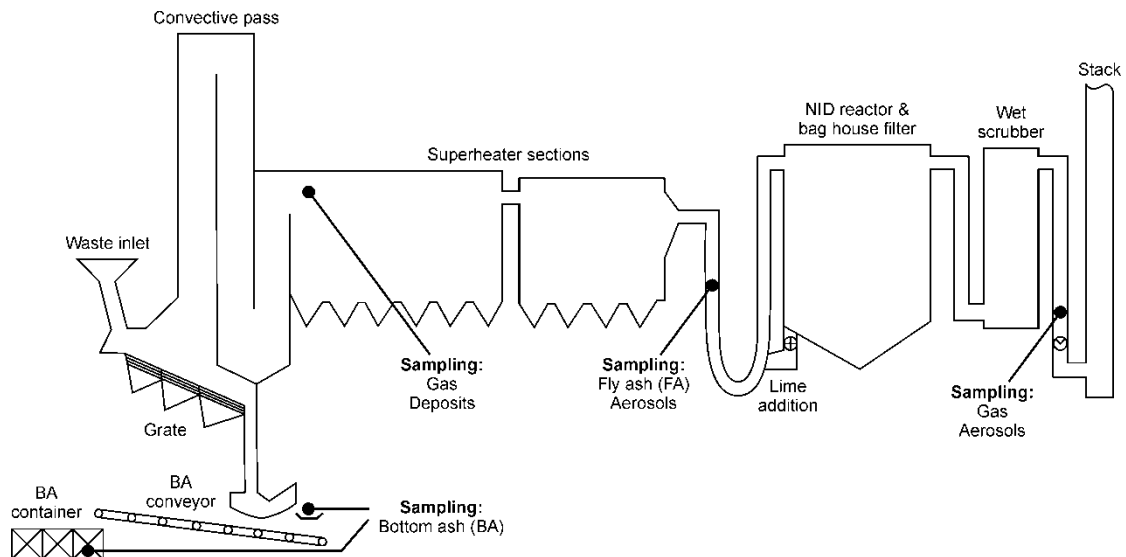 Convective pass
Stack
NID reactor &
bag house filter
Wet
scrubber
Superheater sections
Waste inlet
Sampling:
Gas
Deposits
Sampling:
Fly ash (FA)
Aerosols
Lime
addition
Sampling:
Gas
Aerosols
Grate
BA
container
BA
conveyor
Sampling:
Bottom ash (BA)